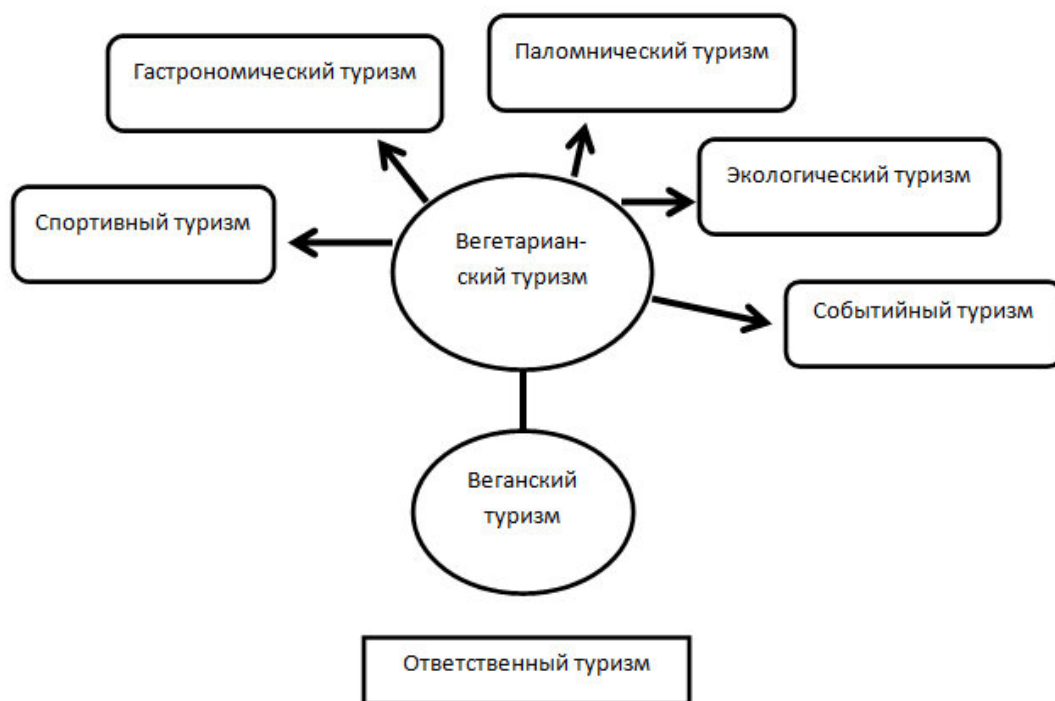 Гастрономический туризм
Паломнический туризм
Экологический туризм
Спортивный туризм
Вегетариан-
ский туризм
Событийный туризм
Веганский
туризм
Ответственный туризм